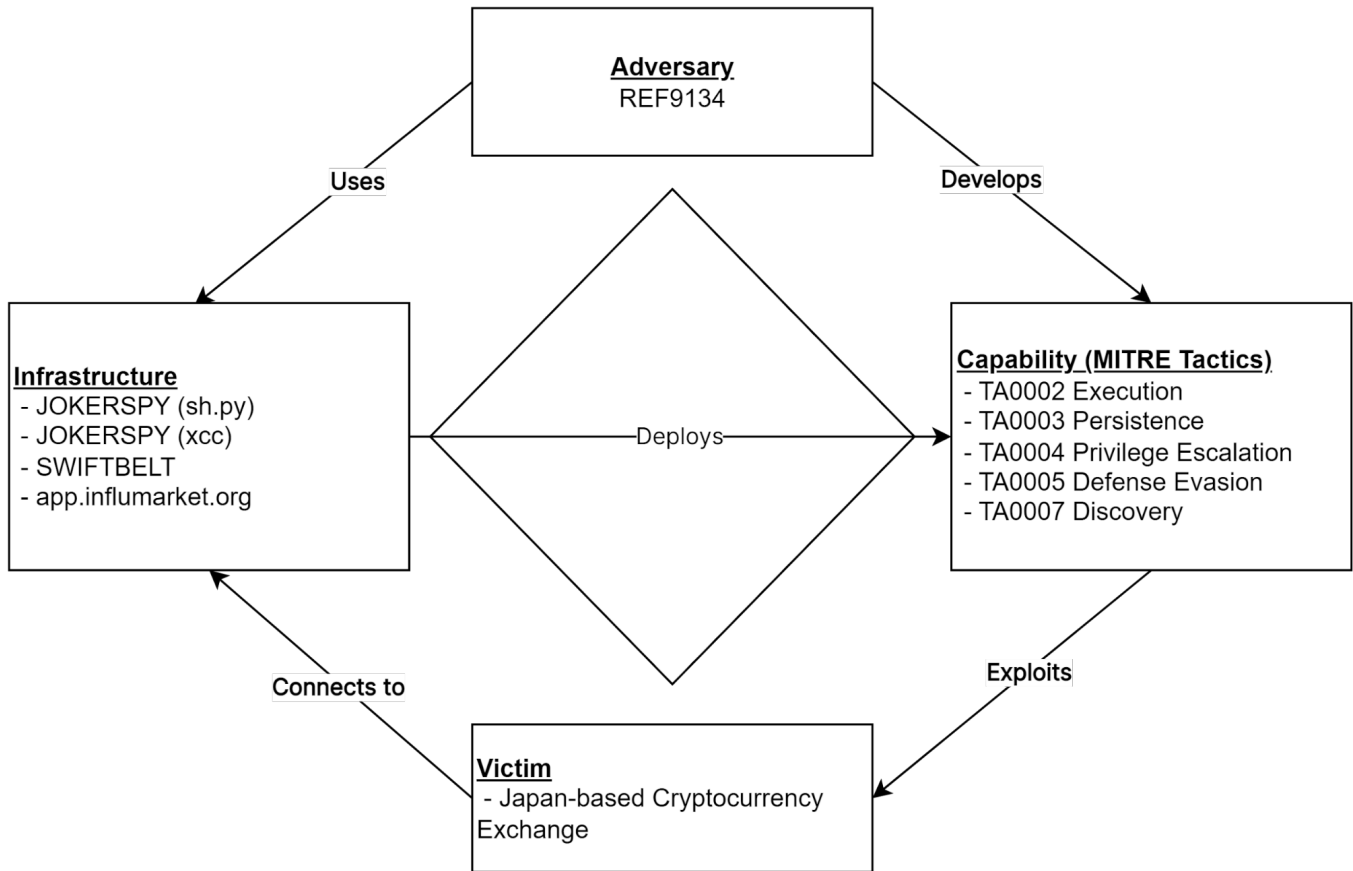 Adversary
REF9134
Uses
Develops
Infrastructure
- JOKERSPY (sh.py)
- JOKERSPY (xcc)
- SWIFTBELT
- app.influmarket.org
Deploys
Capability (MITRE Tactics)
- TA0002 Execution
- TA0003 Persistence
- TA0004 Privilege Escalation
- TA0005 Defense Evasion
- TA0007 Discovery
Connects to
Exploits
Victim
- Japan-based Cryptocurrency
Exchange